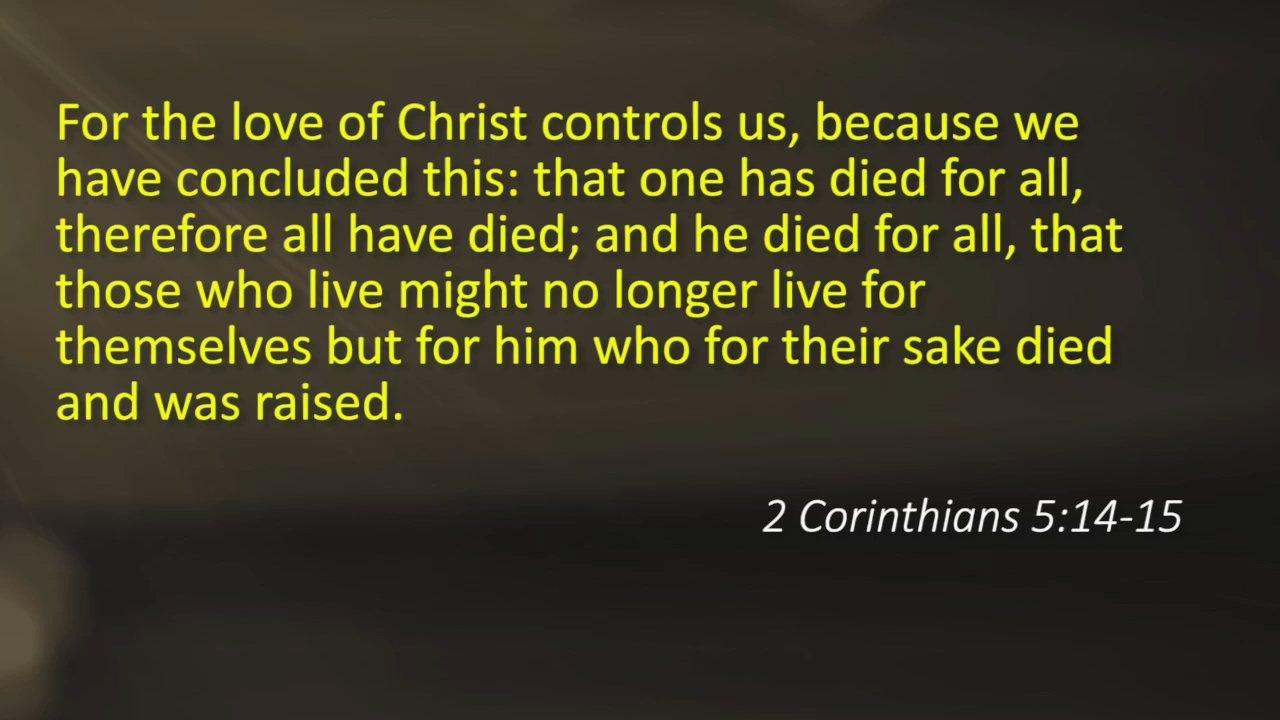 For the love of Christ controls us, because we
have concluded this: that one has died for all,
therefore all have died; and he died for all, that
those who live might no longer live for
themselves but for him who for their sake died
and was raised.
2 Corinthians 5:14-15